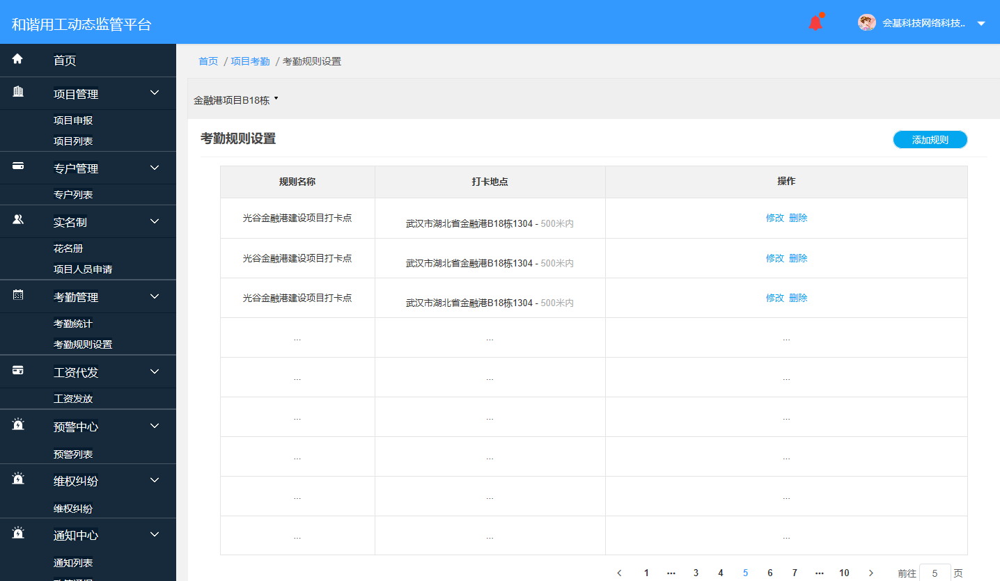 和谐用工动态监管平台
会基科技网络科技..
首页
项目管理
项目申报
项目列表
专户管理
专户列表
实名制
花名册
项目人员申请
考勤管理
考勤统计
考勤规则设置
工资代发
工资发放
预警中心
预警列表
维权纠纷
维权纠纷
通知中心
通知列表
首页 / 项目考勤 / 考勤规则设置
金融港项目B18栋
考勤规则设置
添加规则
规则名称 打卡地点 操作
光谷金融港建设项目打卡点 武汉市湖北省金融港B18栋1304 - 500米内 修改 删除
光谷金融港建设项目打卡点 武汉市湖北省金融港B18栋1304 - 500米内 修改 删除
光谷金融港建设项目打卡点 武汉市湖北省金融港B18栋1304 - 500米内 修改 删除
... ... ...
... ... ...
... ... ...
... ... ...
... ... ...
... ... ...
< 1 ••• 3 4 5 6 7 ••• 10 > 前往 5 页